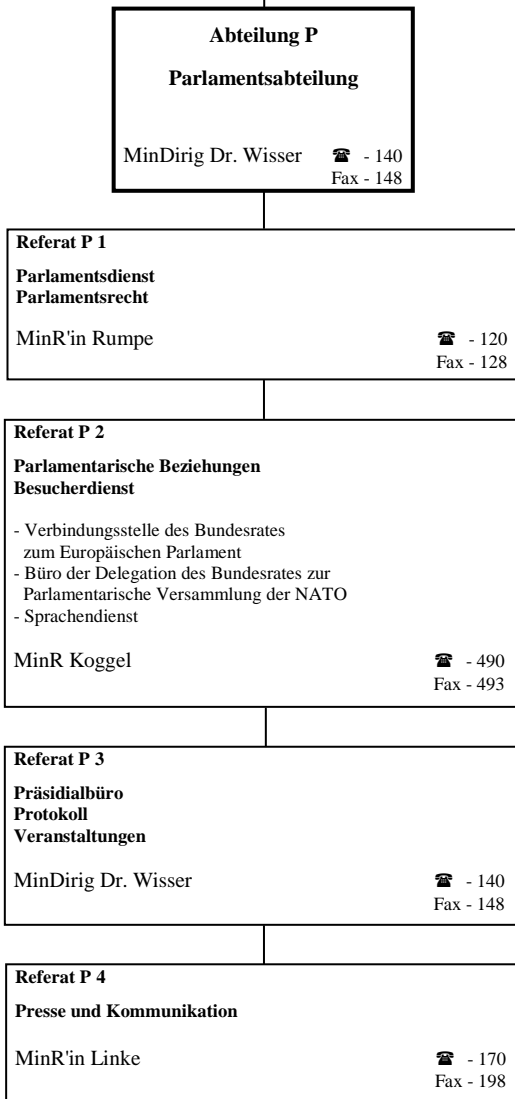 Abteilung P
Parlamentsabteilung
MinDirig Dr. Wisser ☎ - 140
Fax - 148
Referat P 1
Parlamentsdienst
Parlamentsrecht
MinR'in Rumpe ☎ - 120
Fax - 128
Referat P 2
Parlamentarische Beziehungen
Besucherdienst
- Verbindungsstelle des Bundesrates
zum Europäischen Parlament
- Büro der Delegation des Bundesrates zur
Parlamentarische Versammlung der NATO
- Sprachendienst
MinR Koggel ☎ - 490
Fax - 493
Referat P 3
Präsidialbüro
Protokoll
Veranstaltungen
MinDirig Dr. Wisser ☎ - 140
Fax - 148
Referat P 4
Presse und Kommunikation
MinR'in Linke ☎ - 170
Fax - 198